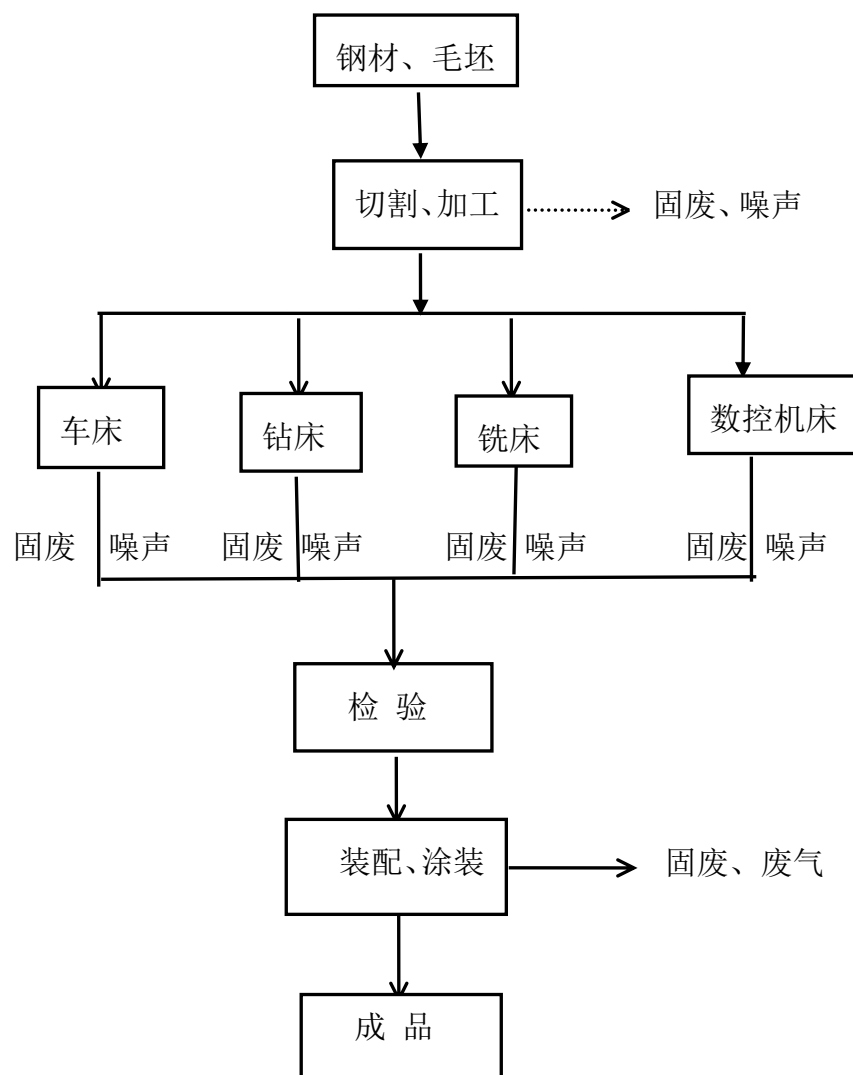 钢材、毛坯
切割、加工
固废、噪声
车床
钻床
铣床
数控机床
固废 噪声 固废 噪声 固废 噪声 固废 噪声
检 验
装配、涂装
固废、废气
成 品